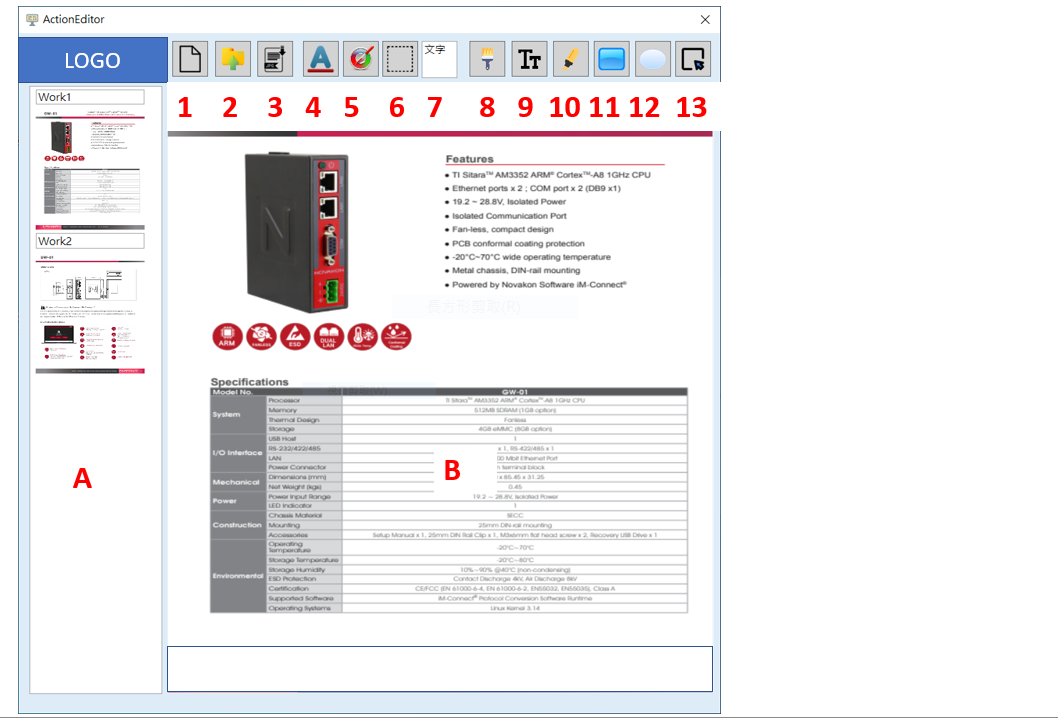 ActionEditor
LOGO
文字
1 2 3 4 5 6 7 8 9 10 11 12 13
Work1
Work2
A
Features
• TI Sitara™ AM3352 ARM® Cortex™-A8 1GHz CPU
• Ethernet ports x 2 ; COM port x 2 (DB9 x1)
• 19.2 ~ 28.8V, Isolated Power
• Isolated Communication Port
• Fan-less, compact design
• PCB conformal coating protection
• -20°C~70°C wide operating temperature
• Metal chassis, DIN-rail mounting
• Powered by Novakon Software iM-Connect®
NOVAKON
ARM
FANLESS
ESD
DUAL LAN
Specifications
Model No. GW-01
System
Processor TI Sitara™ AM3352 ARM® Cortex™-A8 1GHz CPU
Memory 512MB SDRAM (1GB option)
Thermal Design Fanless
Storage 4GB eMMC (8GB option)
I/O Interface
USB Host 1
RS-232/422/485 x 1, RS-422/485 x 1
LAN Mbit Ethernet Port
Power Connector terminal block
B
Mechanical
Dimensions (mm) x 85.45 x 31.25
Net Weight (kgs) 0.45
Power
Power Input Range 19.2 ~ 28.8V, Isolated Power
LED Indicator 1
Construction
Chassis Material SECC
Mounting 25mm DIN-rail mounting
Accessories Setup Manual x 1, 25mm DIN Rail Clip x 1, M3x6mm flat head screw x 2, Recovery USB Drive x 1
Environmental
Operating Temperature -20°C~70°C
Storage Temperature -20°C~80°C
Storage Humidity 10%~90% @40°C (non-condensing)
ESD Protection Contact Discharge 4kV, Air Discharge 8kV
Certification CE/FCC (EN 61000-6-4, EN 61000-6-2, EN55032, EN55035), Class A
Supported Software iM-Connect® Protocol Conversion Software Runtime
Operating Systems Linux Kernel 3.14